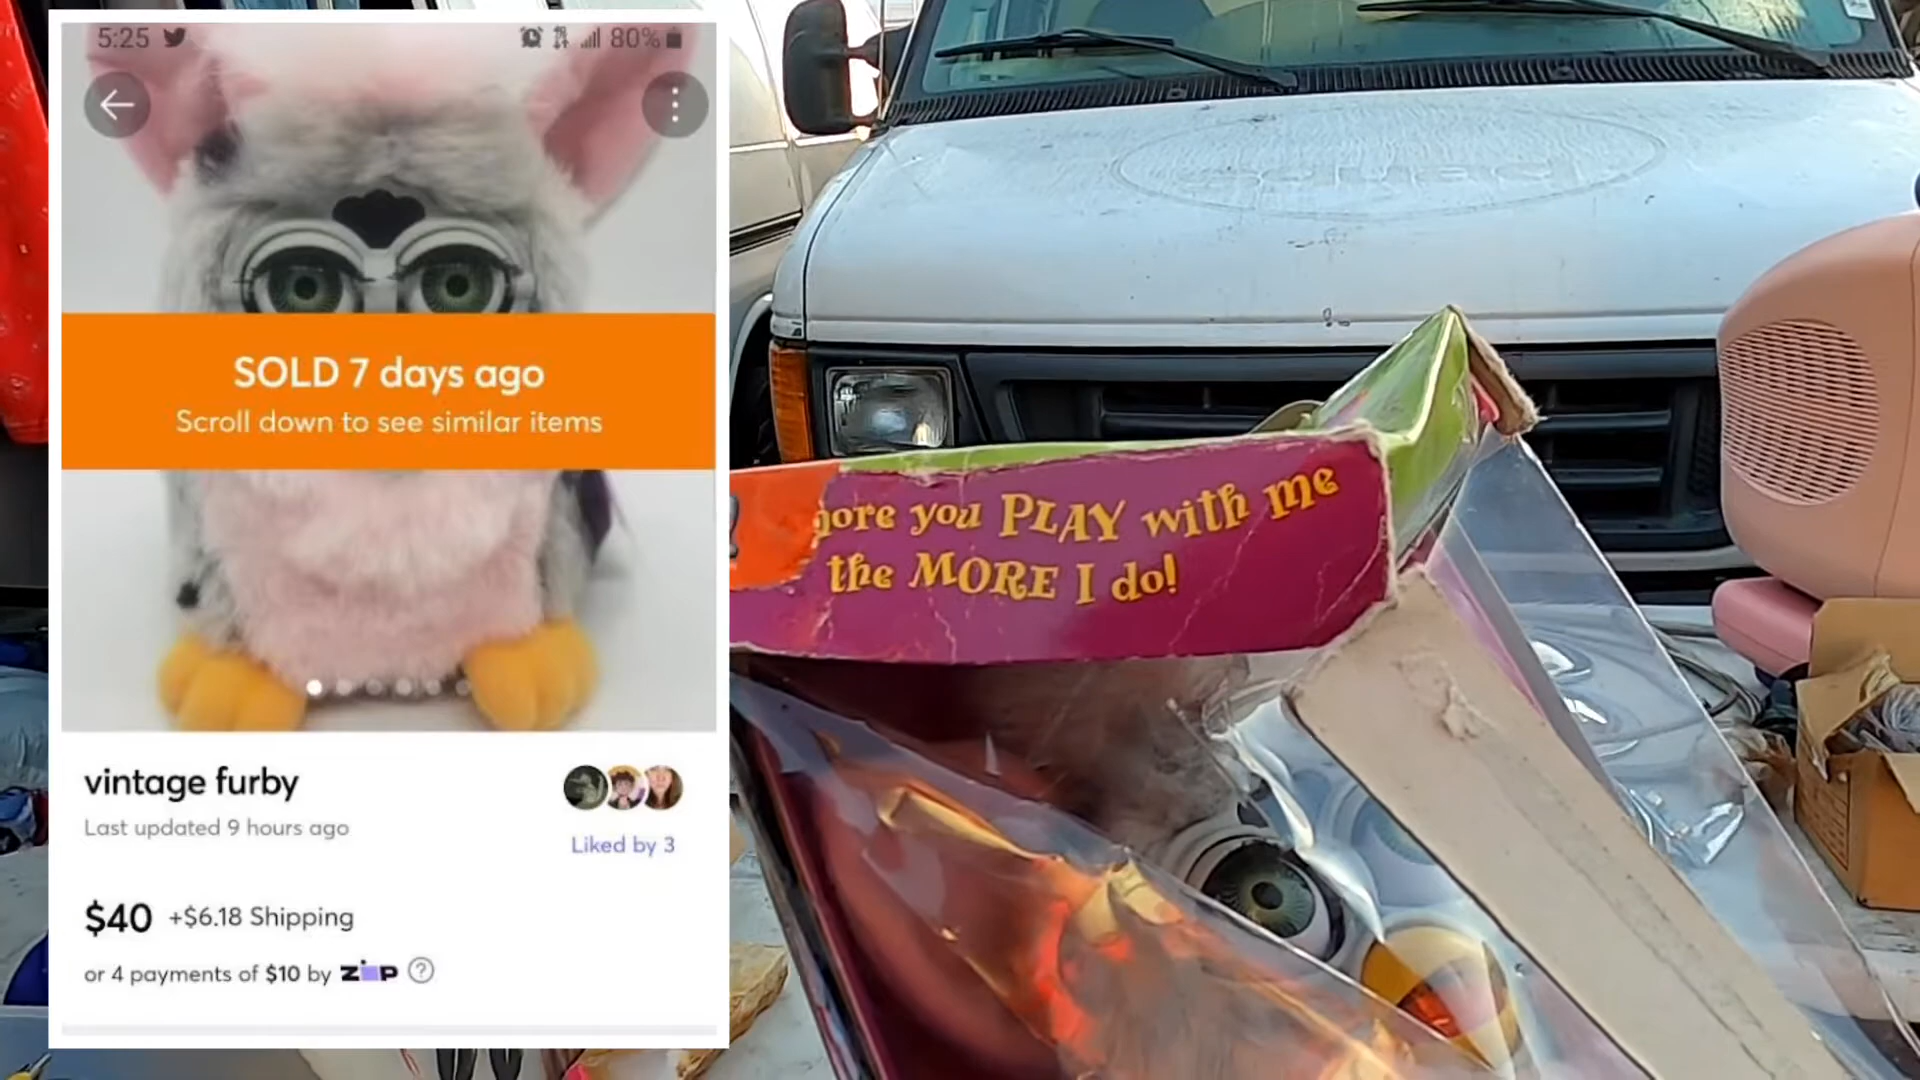 5:25
80%
SOLD 7 days ago
Scroll down to see similar items
vintage furby
Last updated 9 hours ago
Liked by 3
$40 +$6.18 Shipping
or 4 payments of $10 by ZIP ?
ore you PLAY with me
the MORE I do!